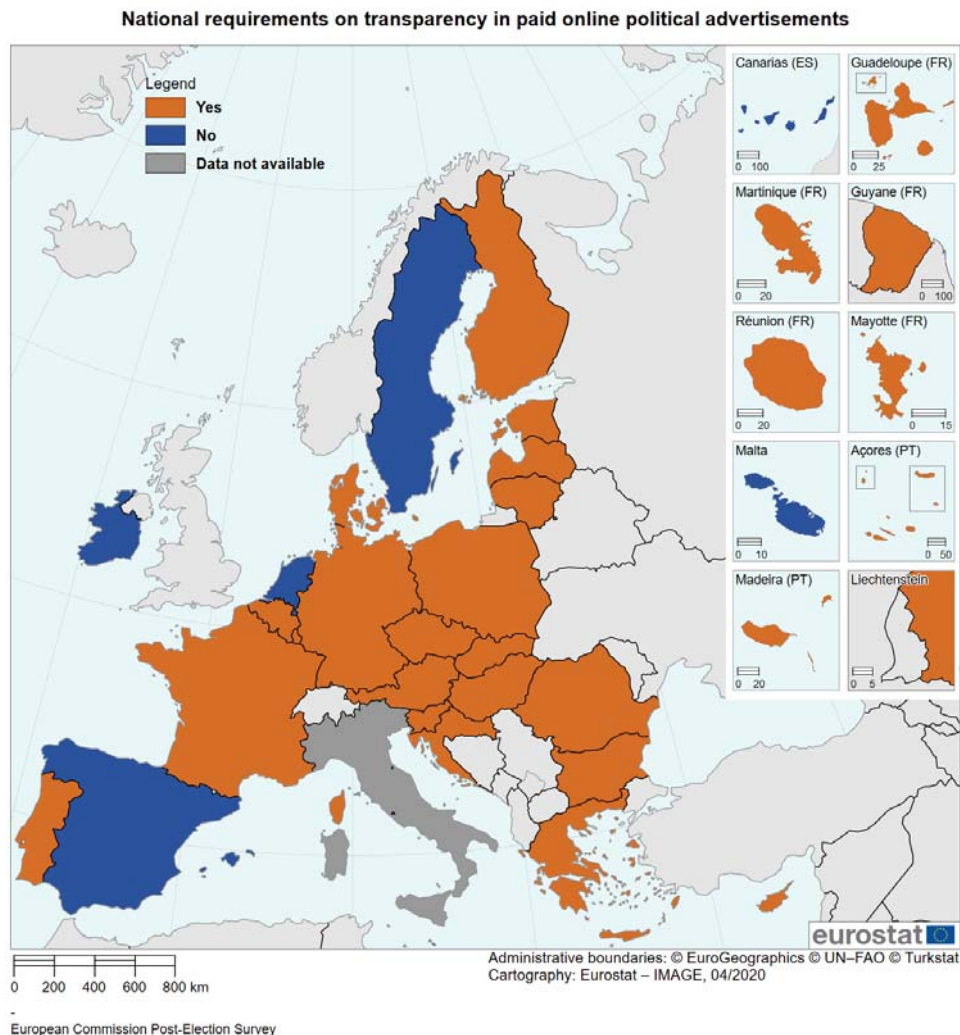 National requirements on transparency in paid online political advertisements
Legend
Yes
No
Data not available
Canarias (ES)
0 100
Guadeloupe (FR)
0 25
Martinique (FR)
0 20
Guyane (FR)
0 100
Réunion (FR)
0 20
Mayotte (FR)
0 15
Malta
0 10
Açores (PT)
0 50
Madeira (PT)
0 20
Liechtenstein
0 5
eurostat
Administrative boundaries: © EuroGeographics © UN–FAO © Turkstat
Cartography: Eurostat – IMAGE, 04/2020
0 200 400 600 800 km
-
European Commission Post-Election Survey